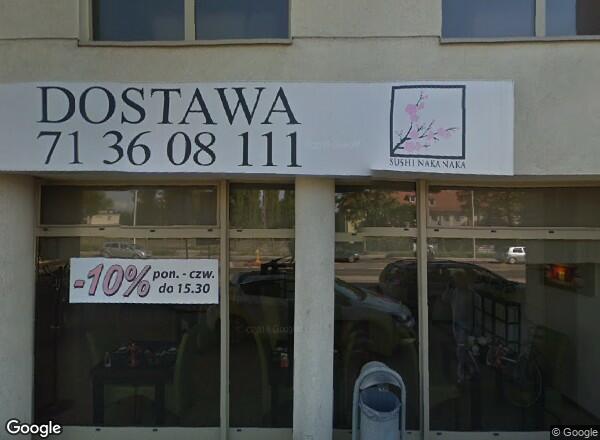 DOSTAWA
71 36 08 111
SUSHI NAKA NAKA
-10% pon. - czw.
do 15.30
Google
© Google